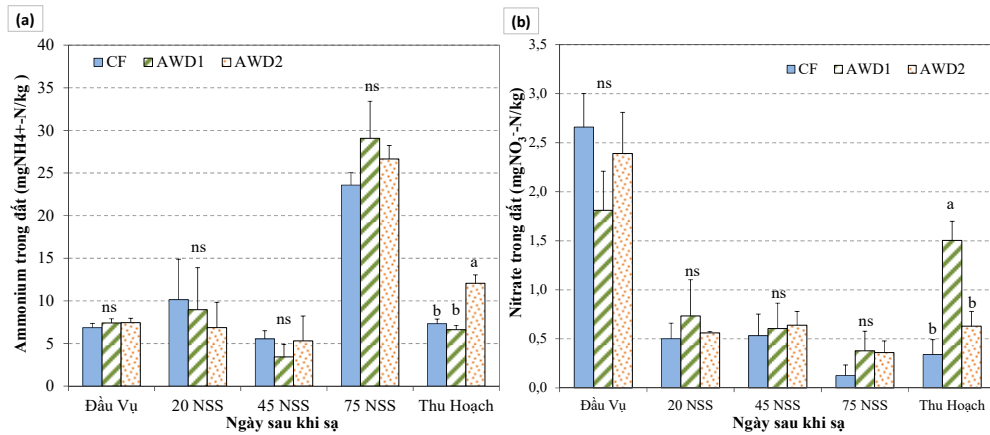 (a)
Ammonium trong đất (mgNH4+-N/kg )
40
35
30
25
20
15
10
5
0
CF AWD1 AWD2
ns
ns
ns
ns
b b a
Đầu Vụ 20 NSS 45 NSS 75 NSS Thu Hoạch
Ngày sau khi sạ
(b)
Nitrate trong đất (mgNO3⁻-N/kg)
3,5
3,0
2,5
2,0
1,5
1,0
0,5
0,0
CF AWD1 AWD2
ns
ns
ns
ns
b a b
Đầu Vụ 20 NSS 45 NSS 75 NSS Thu Hoạch
Ngày sau khi sạ